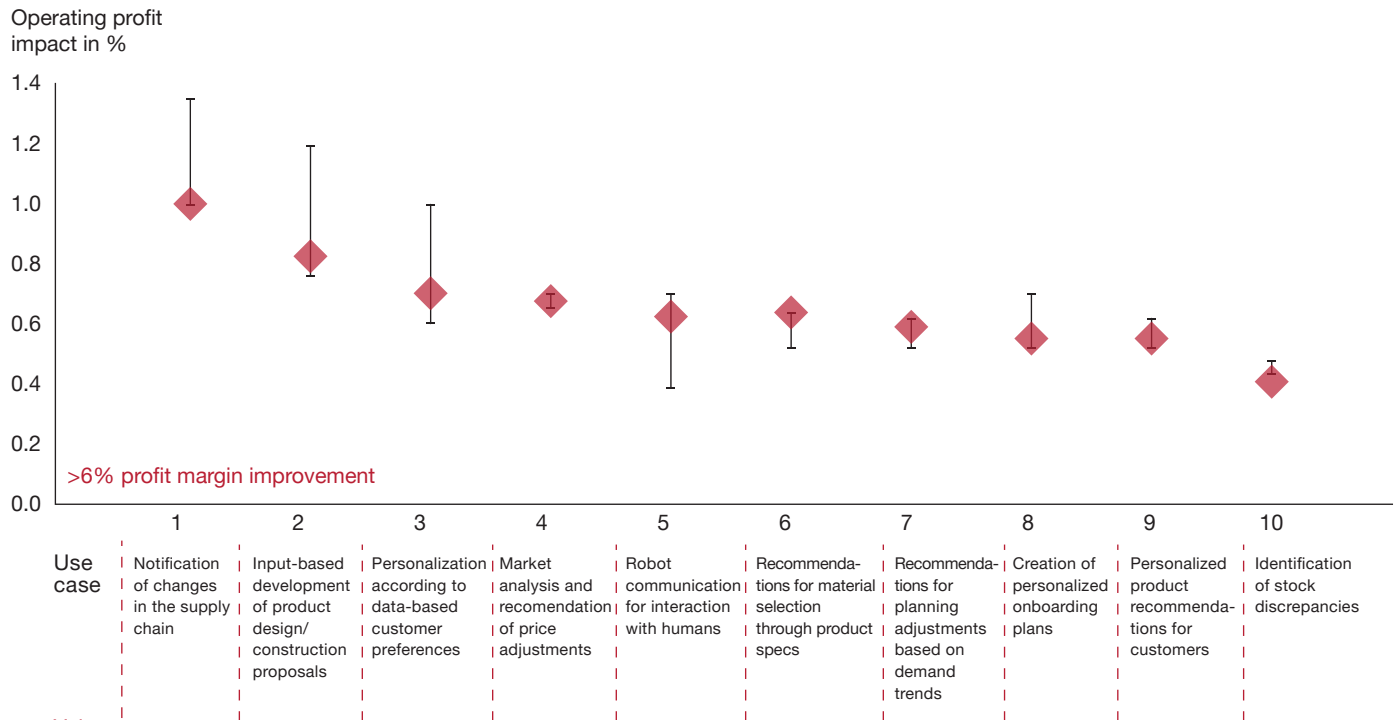 Operating profit
impact in %
1.4
1.2
1.0
0.8
0.6
0.4
0.2
0.0
>6% profit margin improvement
1 2 3 4 5 6 7 8 9 10
Use
case
Notification
of changes
in the supply
chain
Input-based
development
of product
design/
construction
proposals
Personalization
according to
data-based
customer
preferences
Market
analysis and
recomendation
of price
adjustments
Robot
communication
for interaction
with humans
Recommenda-
tions for material
selection
through product
specs
Recommenda-
tions for
planning
adjustments
based on
demand
trends
Creation of
personalized
onboarding
plans
Personalized
product
recommenda-
tions for
customers
Identification
of stock
discrepancies